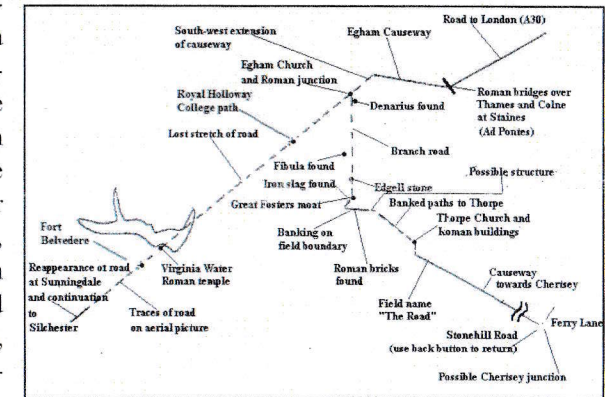 Road to London (A30)
South-west extension
of causeway
Egham Causeway
Egham Church
and Roman junction
Royal Holloway
College path
Denarius found
Roman bridges over
Thames and Colne
at Staines
(Ad Pontes)
Lost stretch of road
Branch road
Fibula found
Possible structure
Iron slag found
Edgell stone
Great Fosters moat
Banked paths to Thorpe
Thorpe Church and
Roman buildings
Banking on
field boundary
Fort
Belvedere
Roman bricks
found
Reappearance of road
at Sunningdale
and continuation
to
Silchester
Virginia Water
Roman temple
Causeway
towards Chertsey
Traces of road
on aerial picture
Field name
"The Road"
Ferry Lane
Stonehill Road
(use back button to return)
Possible Chertsey junction